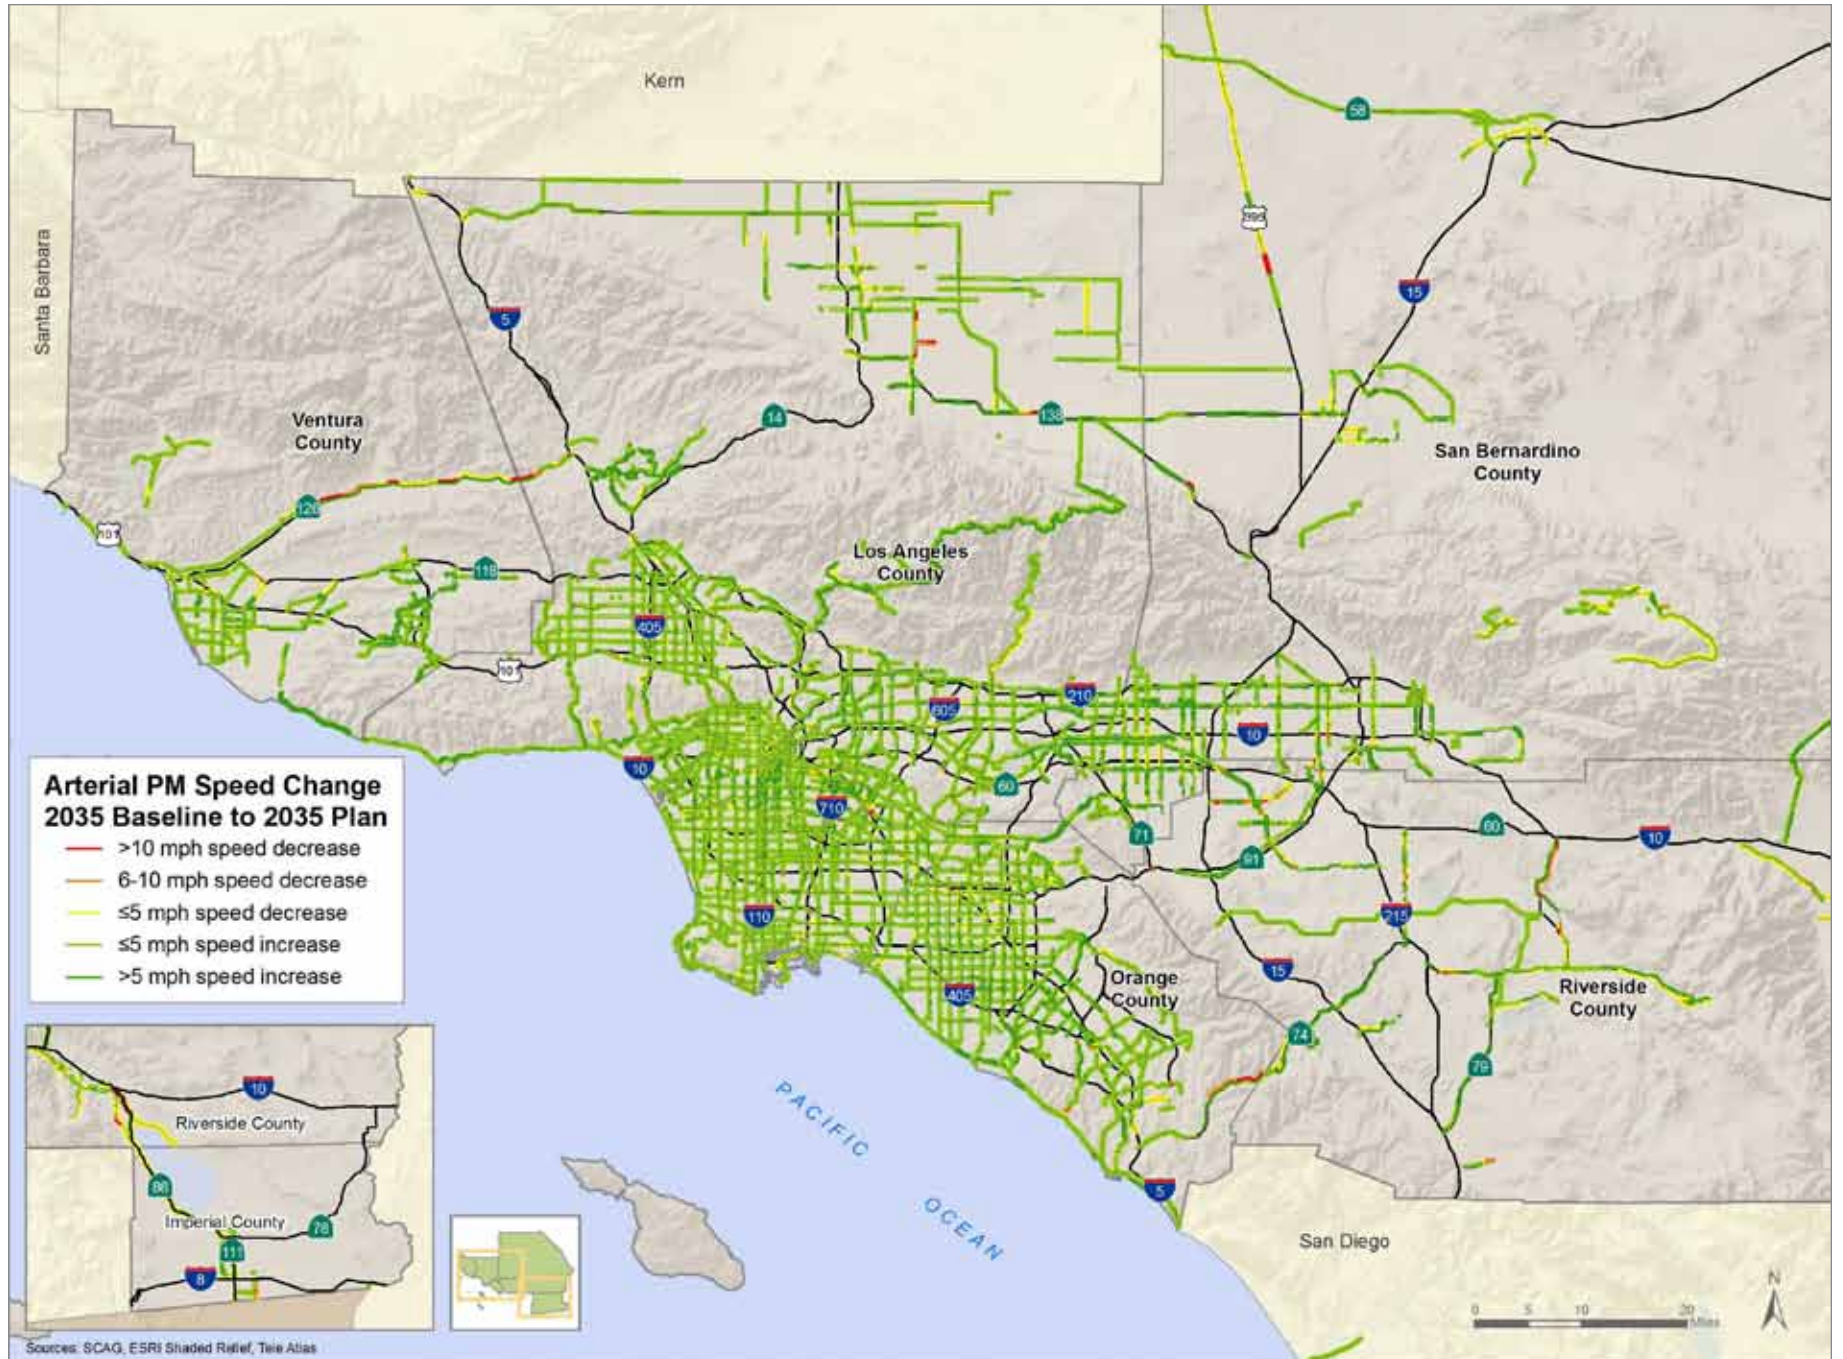 Kern
58
Santa Barbara
395
5
15
Ventura
County
14
138
San Bernardino
County
126
101
Los Angeles
County
118
405
101
210
605
10
10
60
710
71
60
10
91
110
215
405
Orange
County
15
Riverside
County
74
79
5
San Diego
PACIFIC
OCEAN
Arterial PM Speed Change
2035 Baseline to 2035 Plan
>10 mph speed decrease
6-10 mph speed decrease
≤5 mph speed decrease
≤5 mph speed increase
>5 mph speed increase
10
Riverside County
86
Imperial County
78
111
8
N
0 5 10 20
Miles
Sources: SCAG, ESRI Shaded Relief, Tele Atlas